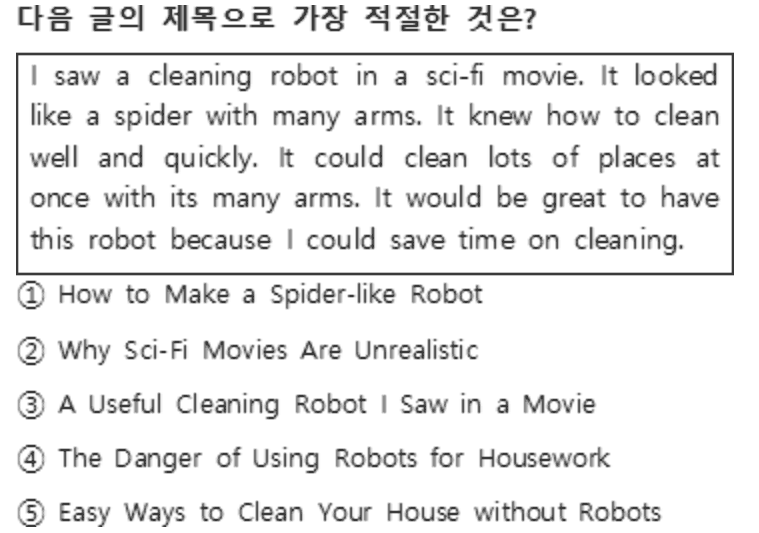 다음 글의 제목으로 가장 적절한 것은?
I saw a cleaning robot in a sci-fi movie. It looked
like a spider with many arms. It knew how to clean
well and quickly. It could clean lots of places at
once with its many arms. It would be great to have
this robot because I could save time on cleaning.
① How to Make a Spider-like Robot
② Why Sci-Fi Movies Are Unrealistic
③ A Useful Cleaning Robot I Saw in a Movie
④ The Danger of Using Robots for Housework
⑤ Easy Ways to Clean Your House without Robots